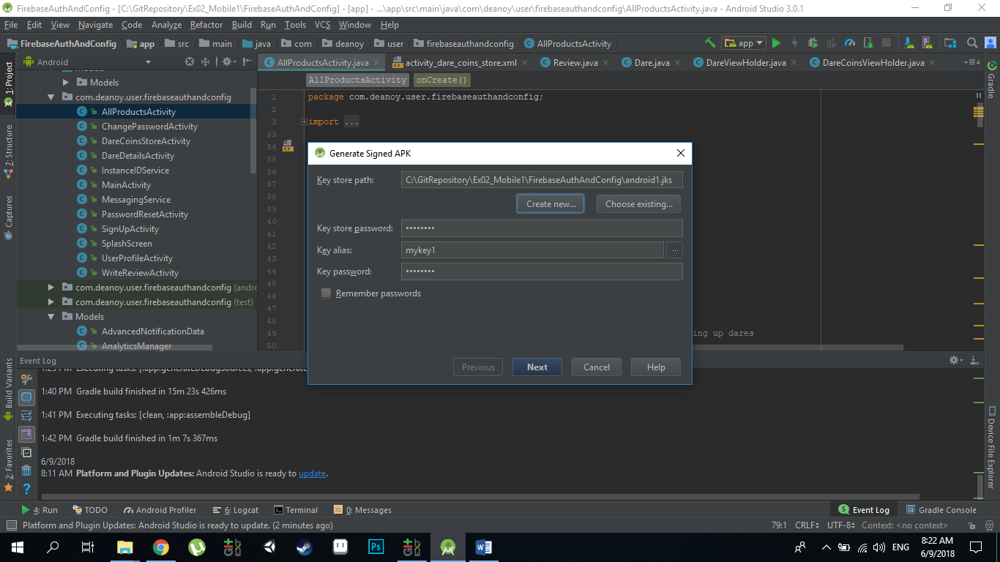 FirebaseAuthAndConfig - [C:\GitRepository\Ex02_Mobile1\FirebaseAuthAndConfig] - [app] - ...\app\src\main\java\com\deanoy\user\firebaseauthandconfig\AllProductsActivity.java - Android Studio 3.0.1
File Edit View Navigate Code Analyze Refactor Build Run Tools VCS Window Help
FirebaseAuthAndConfig app src main java com deanoy user firebaseauthandconfig AllProductsActivity app
Android
AllProductsActivity.java activity_dare_coins_store.xml Review.java Dare.java DareViewHolder.java DareCoinsViewHolder.java 4
AllProductsActivity onCreate()
1: Project
7: Structure
Captures
Build Variants
2: Favorites
Models
com.deanoy.user.firebaseauthandconfig
AllProductsActivity
ChangePasswordActivity
DareCoinsStoreActivity
DareDetailsActivity
InstanceIDService
MainActivity
MessagingService
PasswordResetActivity
SignUpActivity
SplashScreen
UserProfileActivity
WriteReviewActivity
com.deanoy.user.firebaseauthandconfig (andro
com.deanoy.user.firebaseauthandconfig (test)
Models
AdvancedNotificationData
AnalyticsManager
1 package com.deanoy.user.firebaseauthandconfig;
2
3 import ...
33
34
35
36
37
38
39
40
41
42
43
44
45
46
47
48
49 ing up dares
50
Generate Signed APK
Key store path: C:\GitRepository\Ex02_Mobile1\FirebaseAuthAndConfig\android1.jks
Create new... Choose existing...
Key store password: ••••••••
Key alias: mykey1 ...
Key password: ••••••••
Remember passwords
Previous Next Cancel Help
Gradle
Device File Explorer
Event Log
Executing tasks: [:app:generateDebugSources, :app:genera
1:40 PM Gradle build finished in 15m 23s 426ms
1:41 PM Executing tasks: [clean, :app:assembleDebug]
1:42 PM Gradle build finished in 1m 7s 367ms
6/9/2018
8:11 AM Platform and Plugin Updates: Android Studio is ready to update.
4: Run TODO Android Profiler 6: Logcat Terminal 0: Messages 5 Event Log Gradle Console
Platform and Plugin Updates: Android Studio is ready to update. (2 minutes ago) 79:1 CRLF UTF-8 Context: <no context>
Ps W ENG 8:22 AM
6/9/2018